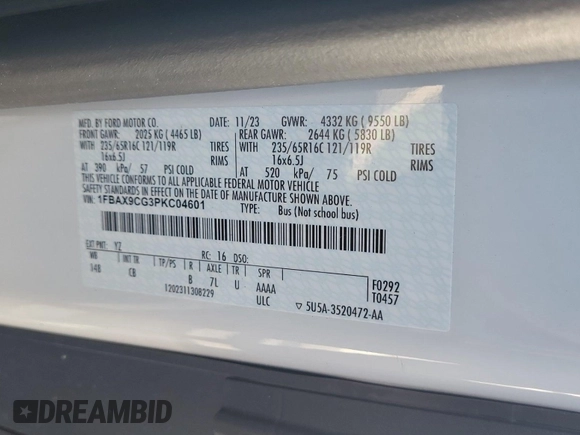 MFD. BY FORD MOTOR CO.
DATE: 11/23 GVWR: 4332 KG ( 9550 LB)
FRONT GAWR: 2025 KG ( 4465 LB) REAR GAWR: 2644 KG ( 5830 LB)
WITH 235/65R16C 121/119R TIRES WITH 235/65R16C 121/119R TIRES
16x6.5J RIMS 16x6.5J RIMS
AT 390 kPa/ 57 PSI COLD AT 520 kPa/ 75 PSI COLD
THIS VEHICLE CONFORMS TO ALL APPLICABLE FEDERAL MOTOR VEHICLE
SAFETY STANDARDS IN EFFECT ON THE DATE OF MANUFACTURE SHOWN ABOVE.
VIN: 1FBAX9CG3PKC04601 TYPE: Bus (Not school bus)
EXT PNT: YZ RC: 16 DSO:
WB INT TR TP/PS R AXLE TR SPR F0292
148 CB B 7L U AAAA T0457
1202311308229 ULC ▽ 5U5A-3520472-AA
DREAMBID